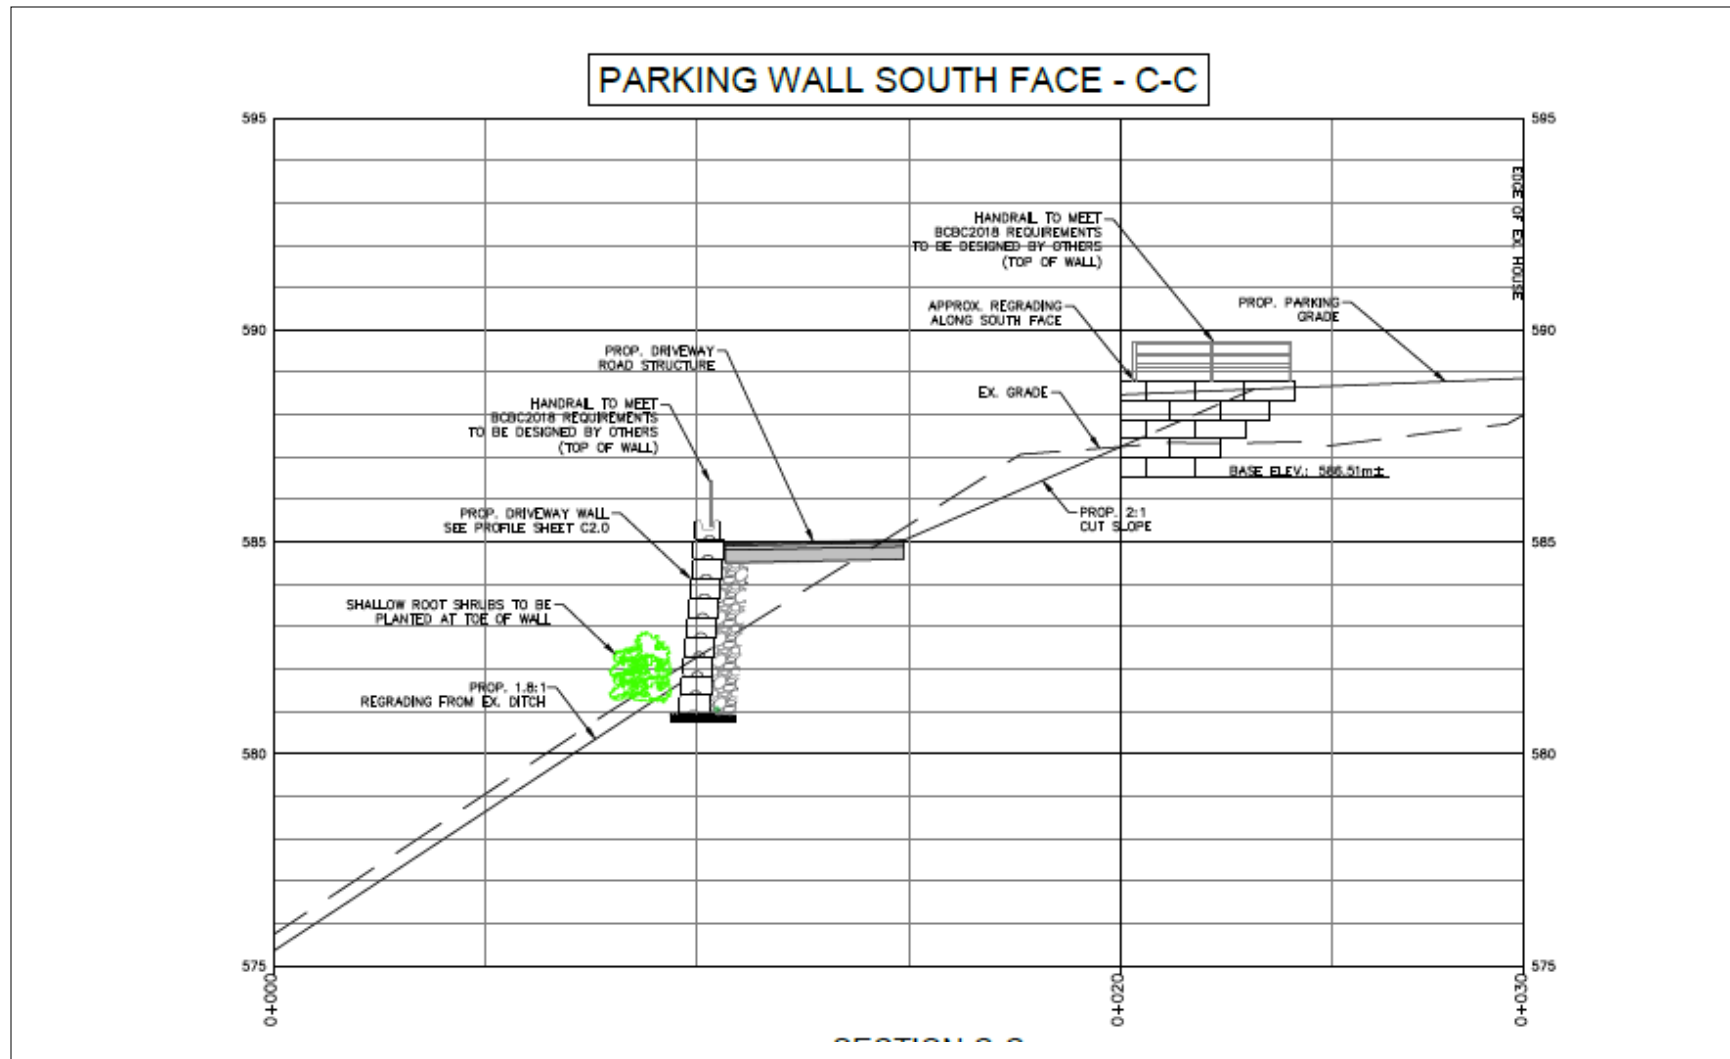 PARKING WALL SOUTH FACE - C-C
595
595
EDGE OF EX. HOUSE
HANDRAIL TO MEET
BCBC2018 REQUIREMENTS
TO BE DESIGNED BY OTHERS
(TOP OF WALL)
APPROX. REGRADING
ALONG SOUTH FACE
PROP. PARKING
GRADE
590
590
PROP. DRIVEWAY
ROAD STRUCTURE
EX. GRADE
HANDRAIL TO MEET
BCBC2018 REQUIREMENTS
TO BE DESIGNED BY OTHERS
(TOP OF WALL)
BASE ELEV.: 586.51m±
PROP. DRIVEWAY WALL
SEE PROFILE SHEET C2.0
PROP. 2:1
CUT SLOPE
585
585
SHALLOW ROOT SHRUBS TO BE
PLANTED AT TOE OF WALL
PROP. 1.8:1
REGRADING FROM EX. DITCH
580
580
575
575
0+000
0+020
0+030